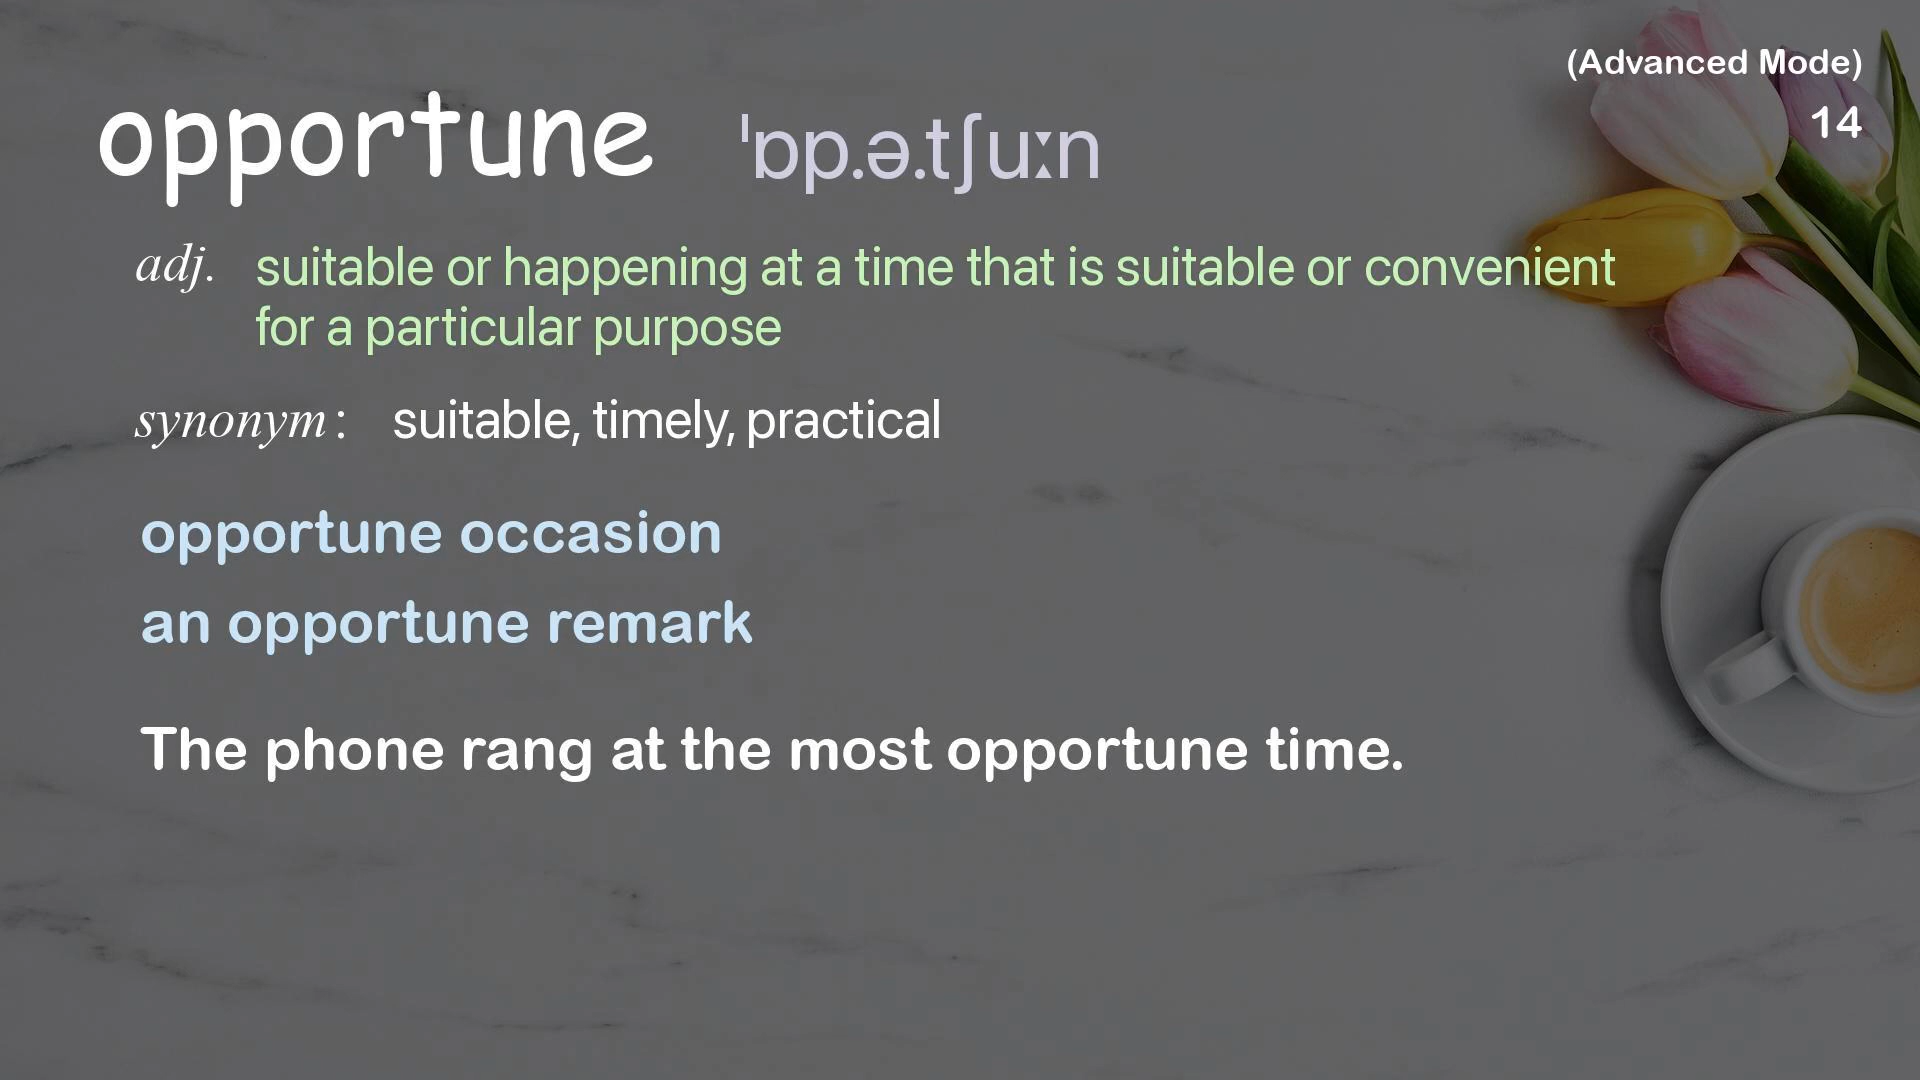 (Advanced Mode)
14
opportune ˈɒp.ə.tʃuːn
adj. suitable or happening at a time that is suitable or convenient
for a particular purpose
synonym: suitable, timely, practical
opportune occasion
an opportune remark
The phone rang at the most opportune time.